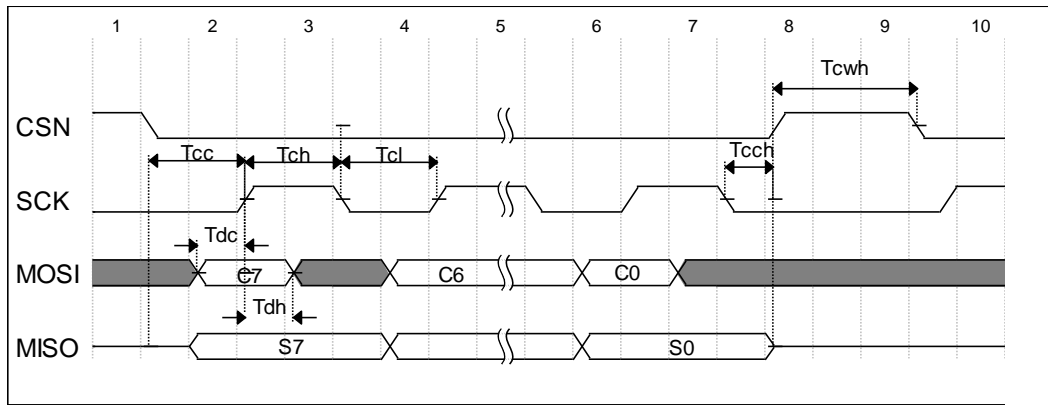 1 2 3 4 5 6 7 8 9 10
Tcwh
CSN
Tcc Tch Tcl Tcch
SCK
Tdc
MOSI C7 C6 C0
Tdh
MISO S7 S0